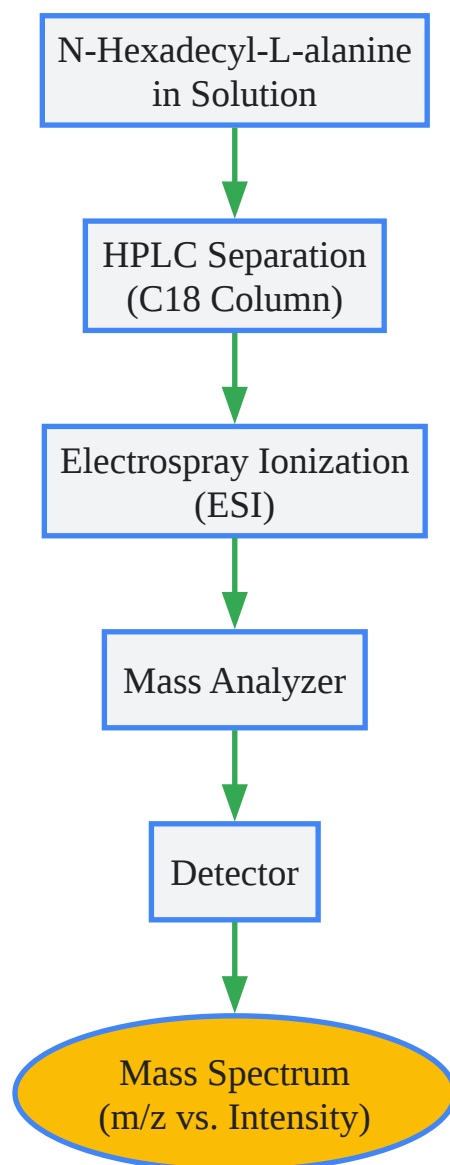 N-Hexadecyl-L-alanine
in Solution
HPLC Separation
(C18 Column)
Electrospray Ionization
(ESI)
Mass Analyzer
Detector
Mass Spectrum
(m/z vs. Intensity)